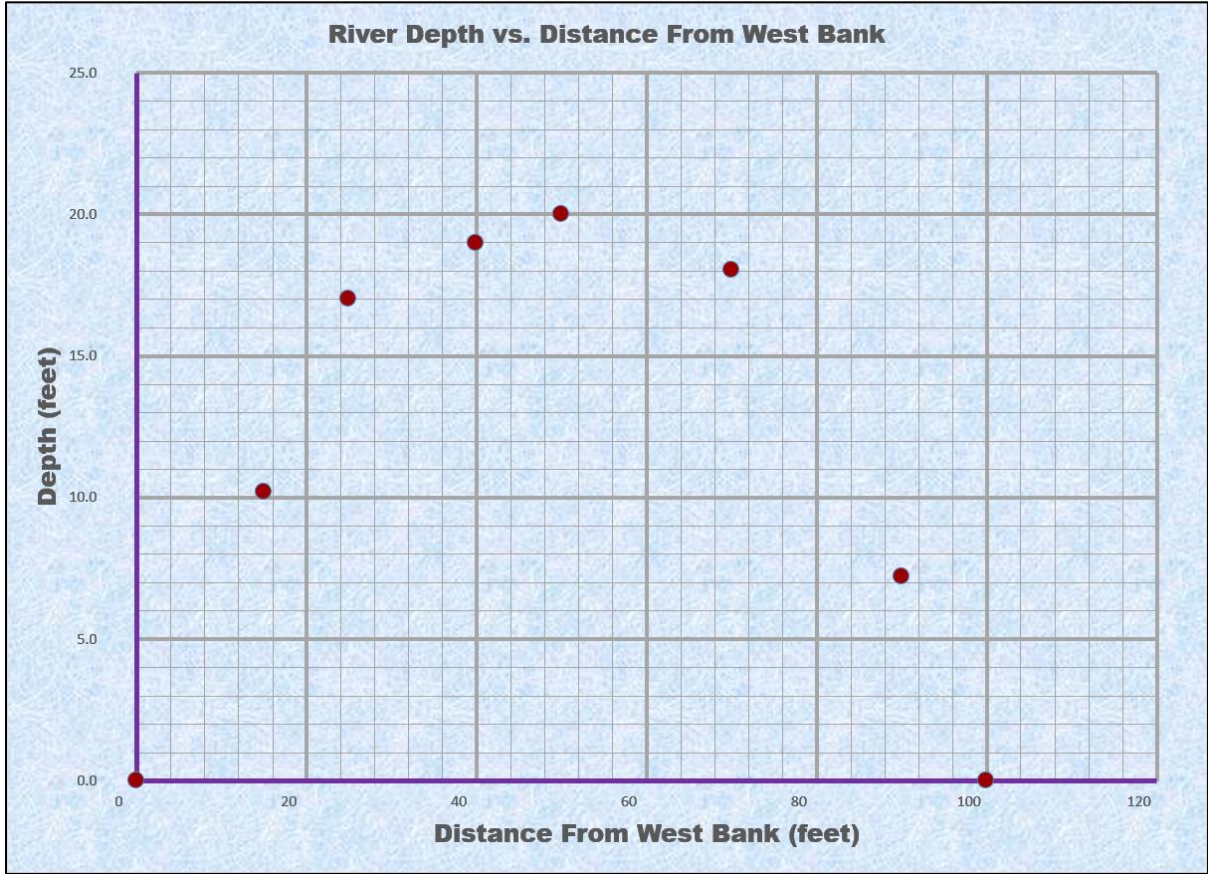 River Depth vs. Distance From West Bank
25.0
20.0
15.0
10.0
5.0
0.0
Depth (feet)
0 20 40 60 80 100 120
Distance From West Bank (feet)